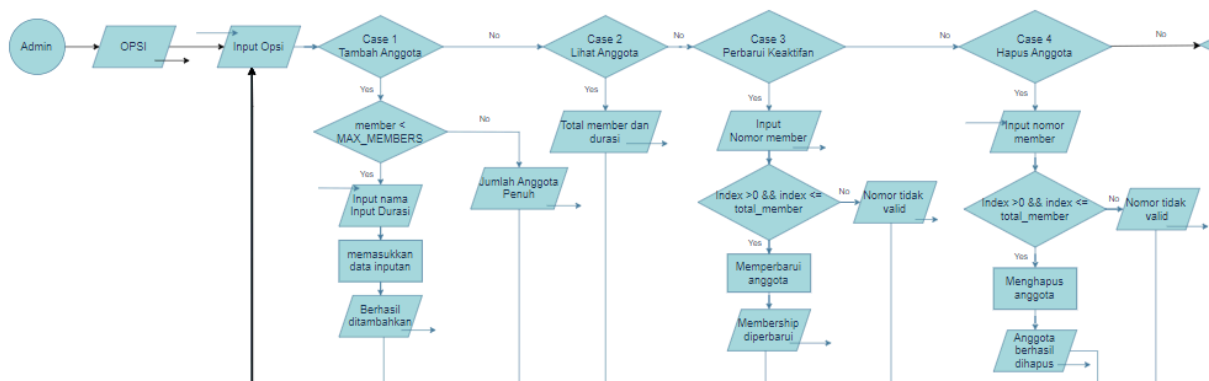 Admin
OPSI
Input Opsi
Case 1
Tambah Anggota
No
Case 2
Lihat Anggota
No
Case 3
Perbarui Keaktifan
No
Case 4
Hapus Anggota
No
Yes
Yes
Yes
Yes
member <
MAX_MEMBERS
No
Total member dan
durasi
Input
Nomor member
Input nomor
member
Yes
Jumlah Anggota
Penuh
Input nama
Input Durasi
Index >0 && index <=
total_member
No
Nomor tidak
valid
Index >0 && index <=
total_member
No
Nomor tidak
valid
Yes
Yes
memasukkan
data inputan
Memperbarui
anggota
Menghapus
anggota
Berhasil
ditambahkan
Membership
diperbarui
Anggota
berhasil
dihapus